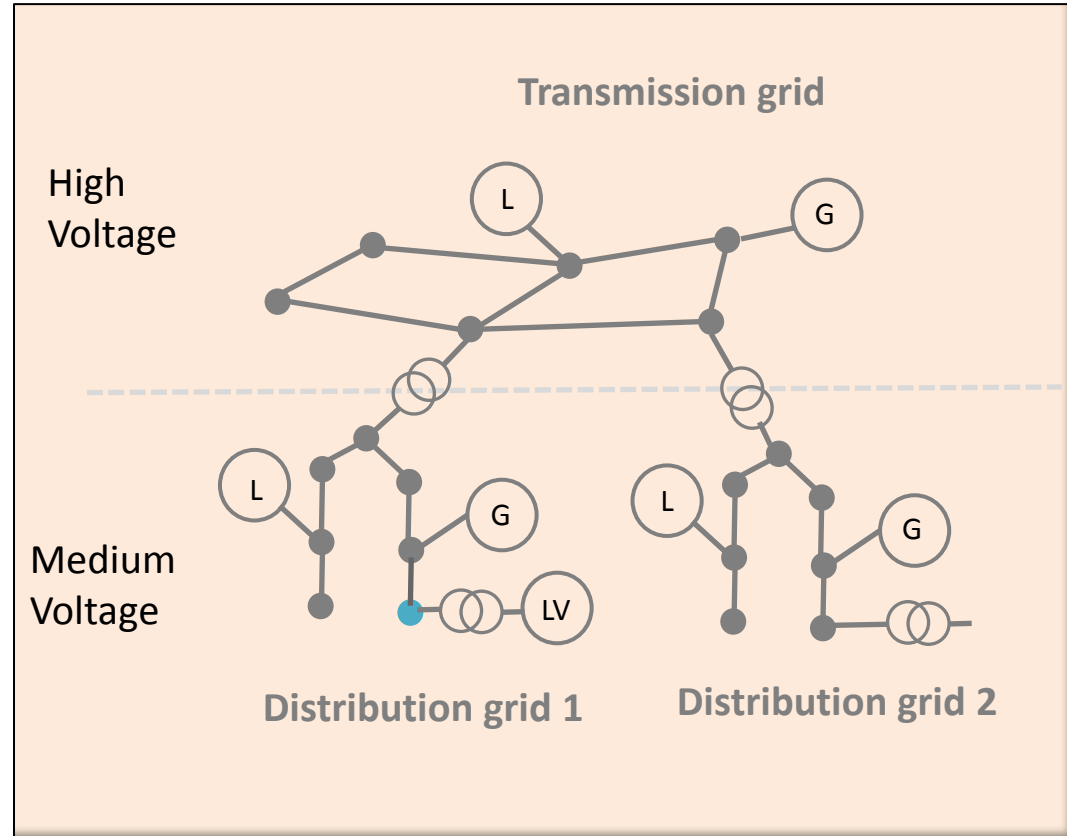 Transmission grid
High
Voltage
L
G
L
G
L
G
Medium
Voltage
LV
Distribution grid 1
Distribution grid 2